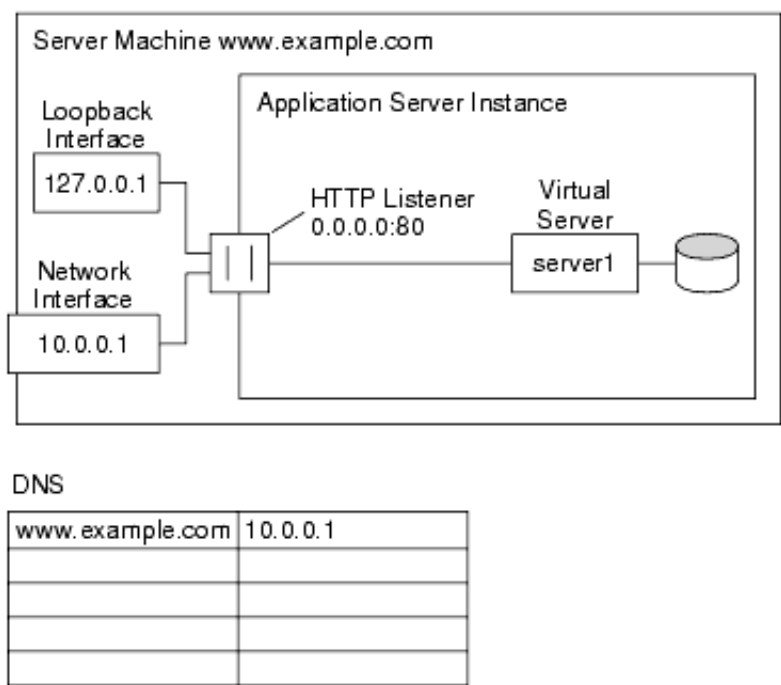 Server Machine www.example.com
Application Server Instance
Loopback
Interface
127.0.0.1
HTTP Listener
0.0.0.0:80
Virtual
Server
server1
Network
Interface
10.0.0.1
DNS
www.example.com 10.0.0.1